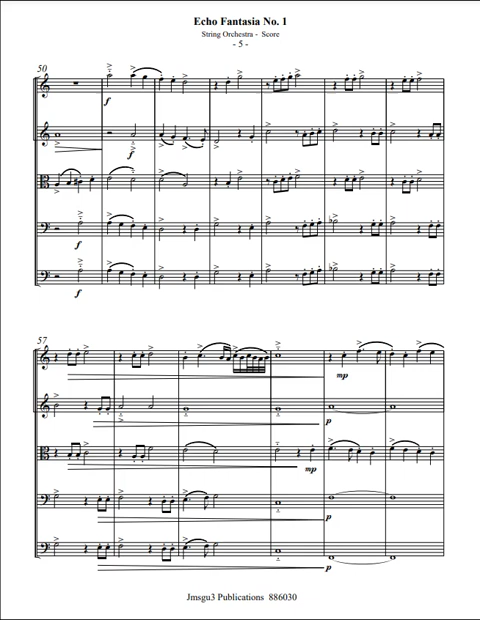 Echo Fantasia No. 1
String Orchestra - Score
- 5 -
50
f
f
f
f
57
mp
p
mp
p
p
Jmsgu3 Publications 886030